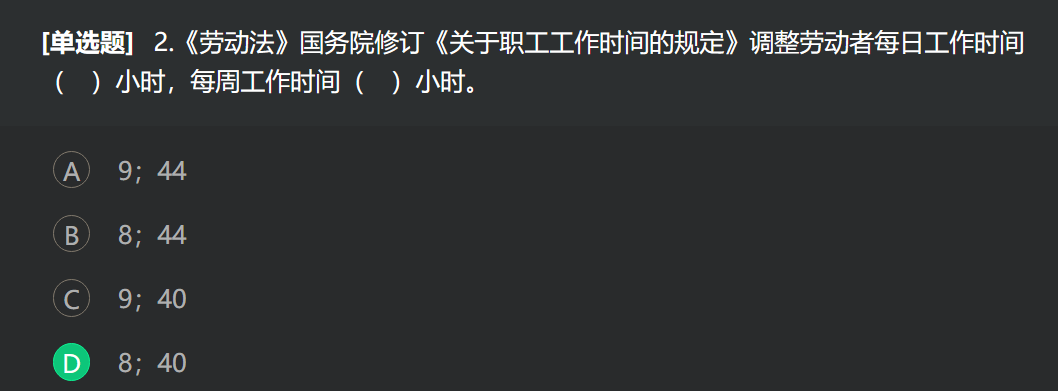 [单选题] 2.《劳动法》国务院修订《关于职工工作时间的规定》调整劳动者每日工作时间
（ ）小时，每周工作时间（ ）小时。
A 9；44
B 8；44
C 9；40
D 8；40